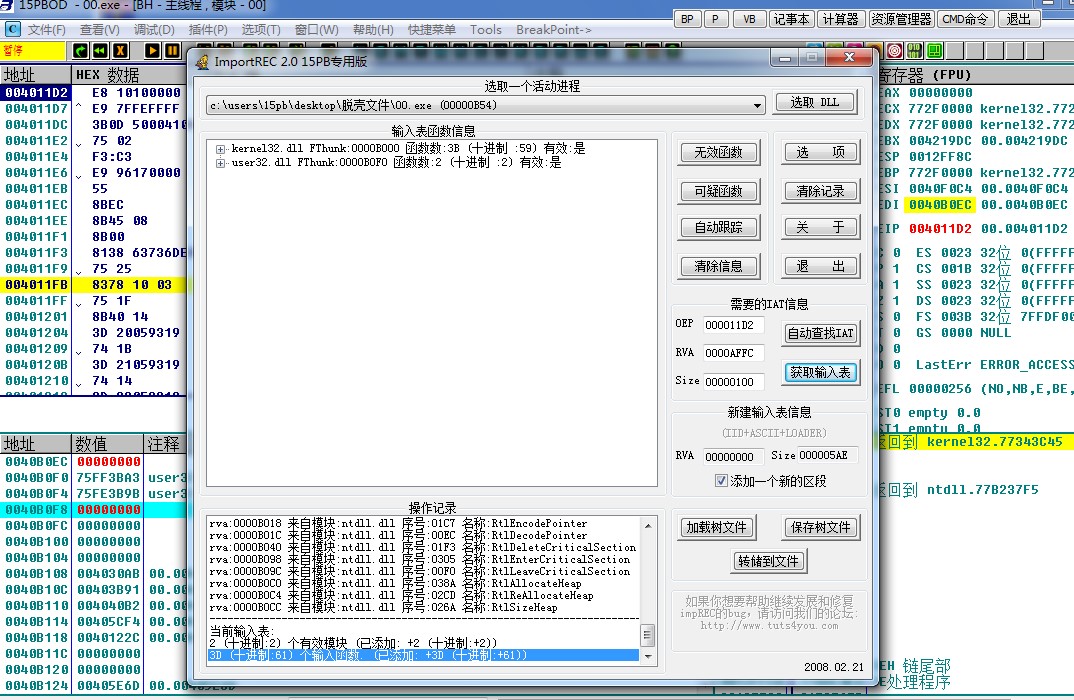 15PBOD - 00.exe - [BH - 主线程, 模块 - 00]
BP P VB 记事本 计算器 资源管理器 CMD命令 退出
C 文件(F) 查看(V) 调试(D) 插件(P) 选项(T) 窗口(W) 帮助(H) 快捷菜单 Tools BreakPoint->
暂停
地址 HEX 数据
004011D2 E8 10100000
004011D7 ^ E9 7FFEFFFF
004011DC 3B0D 5000410
004011E2 75 02
004011E4 F3:C3
004011E6 E9 96170000
004011EB 55
004011EC 8BEC
004011EE 8B45 08
004011F1 8B00
004011F3 8138 63736DE
004011F9 75 25
004011FB 8378 10 03
004011FF 75 1F
00401201 8B40 14
00401204 3D 20059319
00401209 74 1B
0040120B 3D 21059319
00401210 74 14
地址 数值 注释
0040B0EC 00000000
0040B0F0 75FF3BA3 user3
0040B0F4 75FE3B9B user3
0040B0F8 00000000
0040B0FC 00000000
0040B100 00000000
0040B104 00000000
0040B108 004030AB 00.00
0040B10C 00403B91 00.00
0040B110 004040B2 00.00
0040B114 00405CF4 00.00
0040B118 0040122C 00.00
0040B11C 00000000
0040B120 00000000
0040B124 00405E6D
ImportREC 2.0 15PB专用版
选取一个活动进程
c:\users\15pb\desktop\脱壳文件\00.exe (00000B54)
选取 DLL
输入表函数信息
kernel32.dll FThunk:0000B000 函数数:3B (十进制 :59) 有效:是
user32.dll FThunk:0000B0F0 函数数:2 (十进制 :2) 有效:是
无效函数 选 项
可疑函数 清除记录
自动跟踪 关 于
清除信息 退 出
需要的IAT信息
OEP 000011D2 自动查找IAT
RVA 0000AFFC
Size 00000100 获取输入表
新建输入表信息
(IID+ASCII+LOADER)
RVA 00000000 Size 000005AE
添加一个新的区段
加载树文件 保存树文件
转储到文件
如果你想要帮助继续发展和修复
impREC的bug，请访问我们的论坛:
http://www.tuts4you.com
2008.02.21
操作记录
rva:0000B018 来自模块:ntdll.dll 序号:01C7 名称:RtlEncodePointer
rva:0000B01C 来自模块:ntdll.dll 序号:00EC 名称:RtlDecodePointer
rva:0000B040 来自模块:ntdll.dll 序号:01F3 名称:RtlDeleteCriticalSection
rva:0000B098 来自模块:ntdll.dll 序号:0305 名称:RtlEnterCriticalSection
rva:0000B09C 来自模块:ntdll.dll 序号:00F0 名称:RtlLeaveCriticalSection
rva:0000B0C0 来自模块:ntdll.dll 序号:038A 名称:RtlAllocateHeap
rva:0000B0C4 来自模块:ntdll.dll 序号:02CD 名称:RtlReAllocateHeap
rva:0000B0CC 来自模块:ntdll.dll 序号:026A 名称:RtlSizeHeap
当前输入表:
2 (十进制:2) 个有效模块 (已添加: +2 (十进制:+2))
3D (十进制:61) 个输入函数. (已添加: +3D (十进制:+61))
寄存器 (FPU)
EAX 00000000
ECX 772F0000 kernel32.772
EDX 772F0000 kernel32.772
EBX 004219DC 00.004219DC
ESP 0012FF8C
EBP 772F0000 kernel32.772
ESI 0040F0C4 00.0040F0C4
EDI 0040B0EC 00.0040B0EC
EIP 004011D2 00.004011D2
C 0 ES 0023 32位 0(FFFFF
P 1 CS 001B 32位 0(FFFFF
A 1 SS 0023 32位 0(FFFFF
Z 1 DS 0023 32位 0(FFFFF
S 0 FS 003B 32位 7FFDF00
T 0 GS 0000 NULL
D 0
O 0 LastErr ERROR_ACCESS
EFL 00000256 (NO,NB,E,BE,
ST0 empty 0.0
ST1 empty 0.0
返回到 kernel32.77343C45
返回到 ntdll.77B237F5
SEH 链尾部
SE处理程序